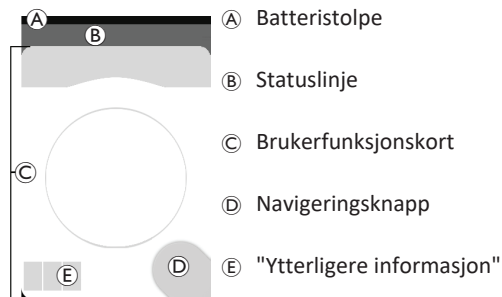 Ⓐ Ⓐ Batteristolpe
Ⓑ
Ⓑ Statuslinje
Ⓒ Brukerfunksjonskort
Ⓒ
Ⓓ Navigeringsknapp
Ⓔ Ⓓ Ⓔ "Ytterligere informasjon"